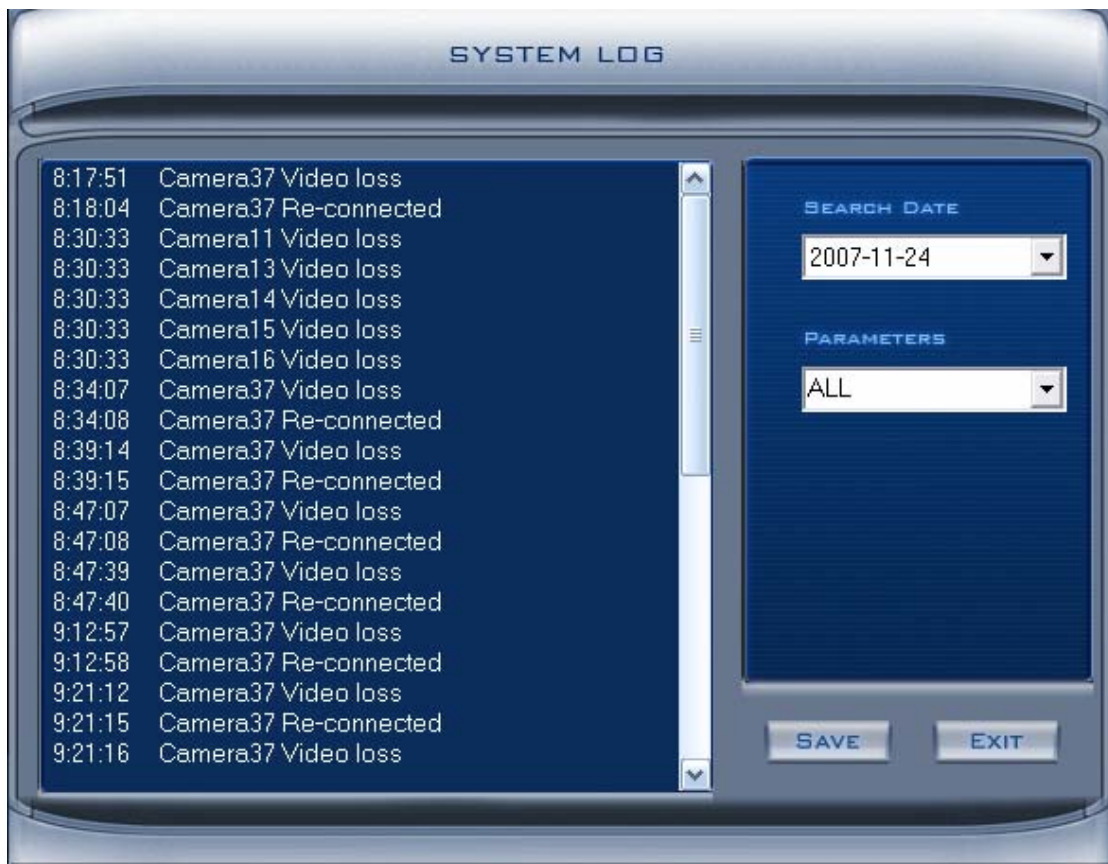 SYSTEM LOG
8:17:51 Camera37 Video loss
8:18:04 Camera37 Re-connected
8:30:33 Camera11 Video loss
8:30:33 Camera13 Video loss
8:30:33 Camera14 Video loss
8:30:33 Camera15 Video loss
8:30:33 Camera16 Video loss
8:34:07 Camera37 Video loss
8:34:08 Camera37 Re-connected
8:39:14 Camera37 Video loss
8:39:15 Camera37 Re-connected
8:47:07 Camera37 Video loss
8:47:08 Camera37 Re-connected
8:47:39 Camera37 Video loss
8:47:40 Camera37 Re-connected
9:12:57 Camera37 Video loss
9:12:58 Camera37 Re-connected
9:21:12 Camera37 Video loss
9:21:15 Camera37 Re-connected
9:21:16 Camera37 Video loss
SEARCH DATE
2007-11-24
PARAMETERS
ALL
SAVE
EXIT